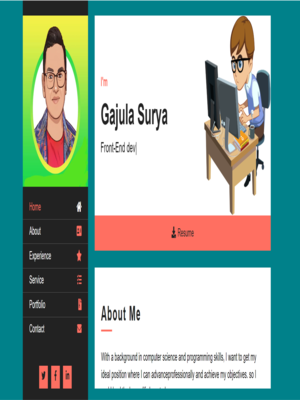 I'm
Gajula Surya
Front-End dev|
Resume
Home
About
Experience
Service
Portfolio
Contact
About Me
With a background in computer science and programming skills, I want to get my
ideal position where I can advanceprofessionally and achieve my objectives. so I